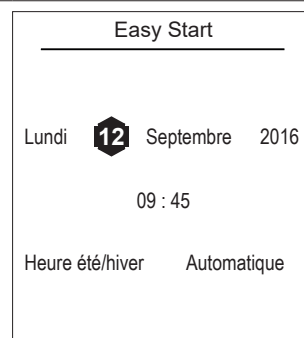 Easy Start
Lundi 12 Septembre 2016
09 : 45
Heure été/hiver Automatique